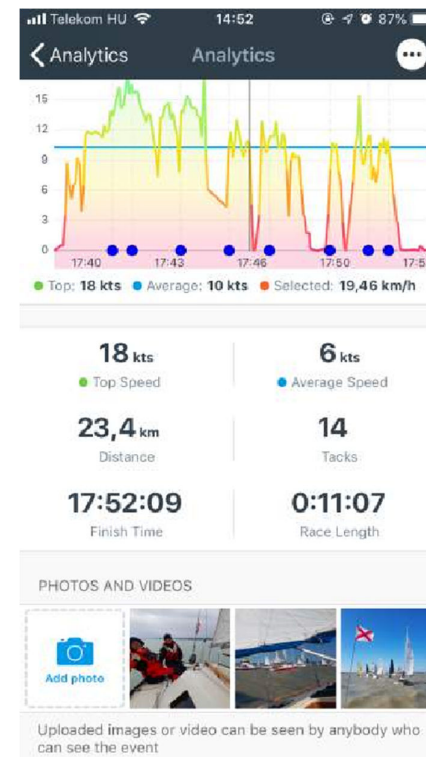 Telekom HU 14:52 87%
Analytics Analytics
15
12
9
6
3
0
17:40 17:43 17:46 17:50 17:5
Top: 18 kts Average: 10 kts Selected: 19,46 km/h
18 kts 6 kts
Top Speed Average Speed
23,4 km 14
Distance Tacks
17:52:09 0:11:07
Finish Time Race Length
PHOTOS AND VIDEOS
Add photo
Uploaded images or video can be seen by anybody who
can see the event